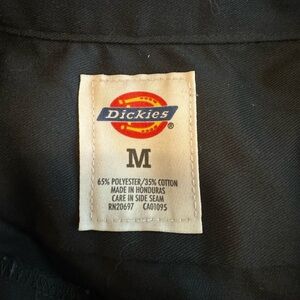 Dickies®
M
65% POLYESTER/35% COTTON
MADE IN HONDURAS
CARE IN SIDE SEAM
RN20697 CA01095